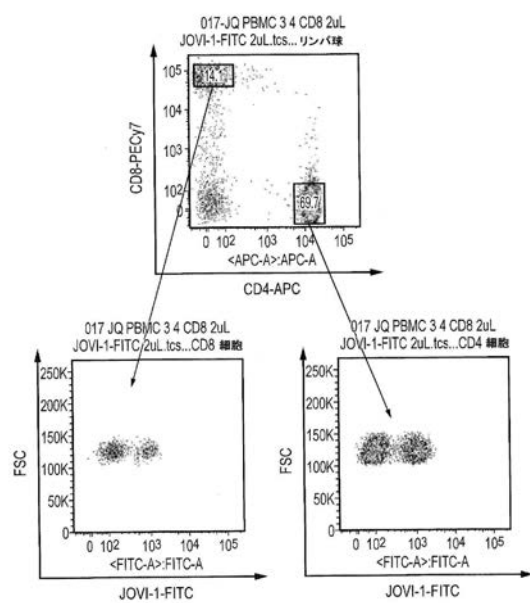 017-JQ PBMC 3 4 CD8 2uL
JOVI-1-FITC 2uL.tcs... リンパ球
CD8-PECy7
10⁵
10⁴
10³
10²
0
14.1
69.7
0 10² 10³ 10⁴ 10⁵
<APC-A>:APC-A
CD4-APC
017 JQ PBMC 3 4 CD8 2uL
JOVI-1-FITC 2uL.tcs...CD8 細胞
FSC
250K
200K
150K
100K
50K
0
0 10² 10³ 10⁴ 10⁵
<FITC-A>:FITC-A
JOVI-1-FITC
017 JQ PBMC 3 4 CD8 2uL
JOVI-1-FITC 2uL.tcs...CD4 細胞
FSC
250K
200K
150K
100K
50K
0
0 10² 10³ 10⁴ 10⁵
<FITC-A>:FITC-A
JOVI-1-FITC